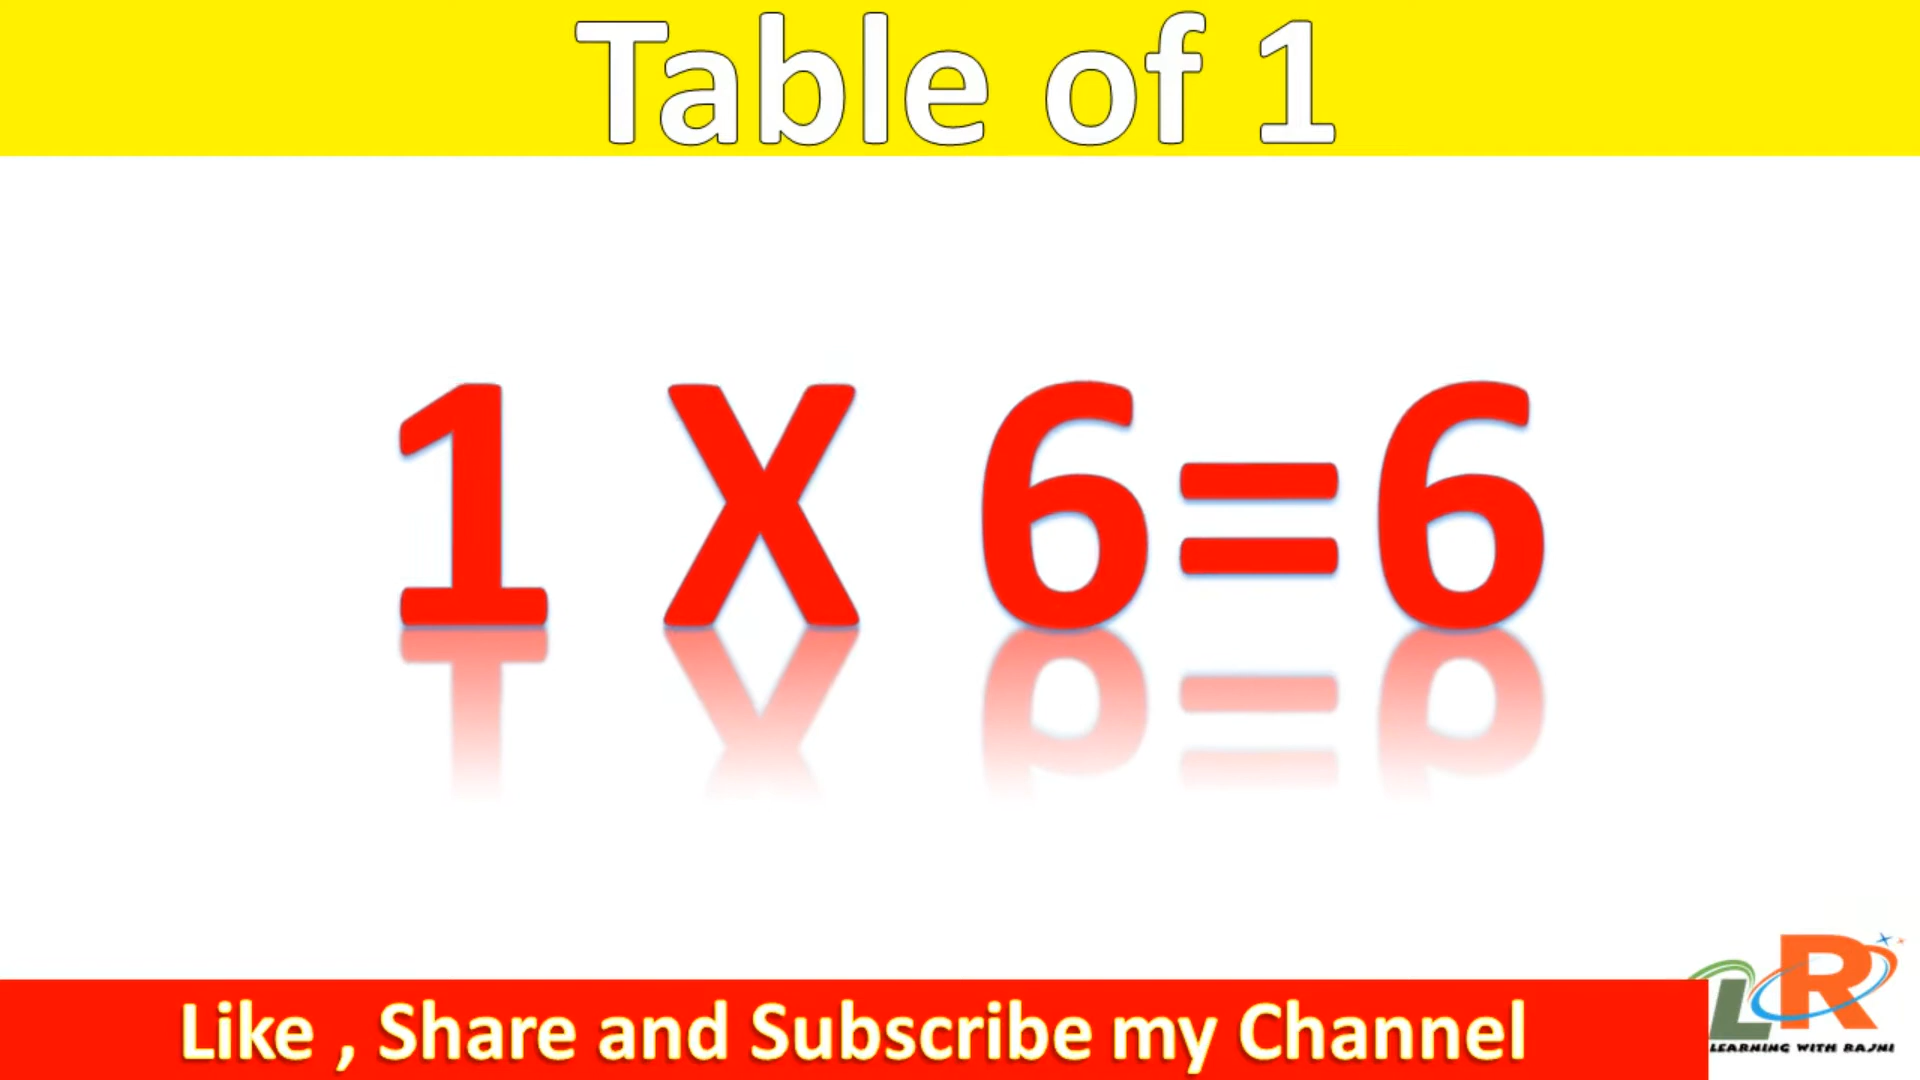 Table of 1
1 X 6=6
Like , Share and Subscribe my Channel
LR
LEARNING WITH RAJNI